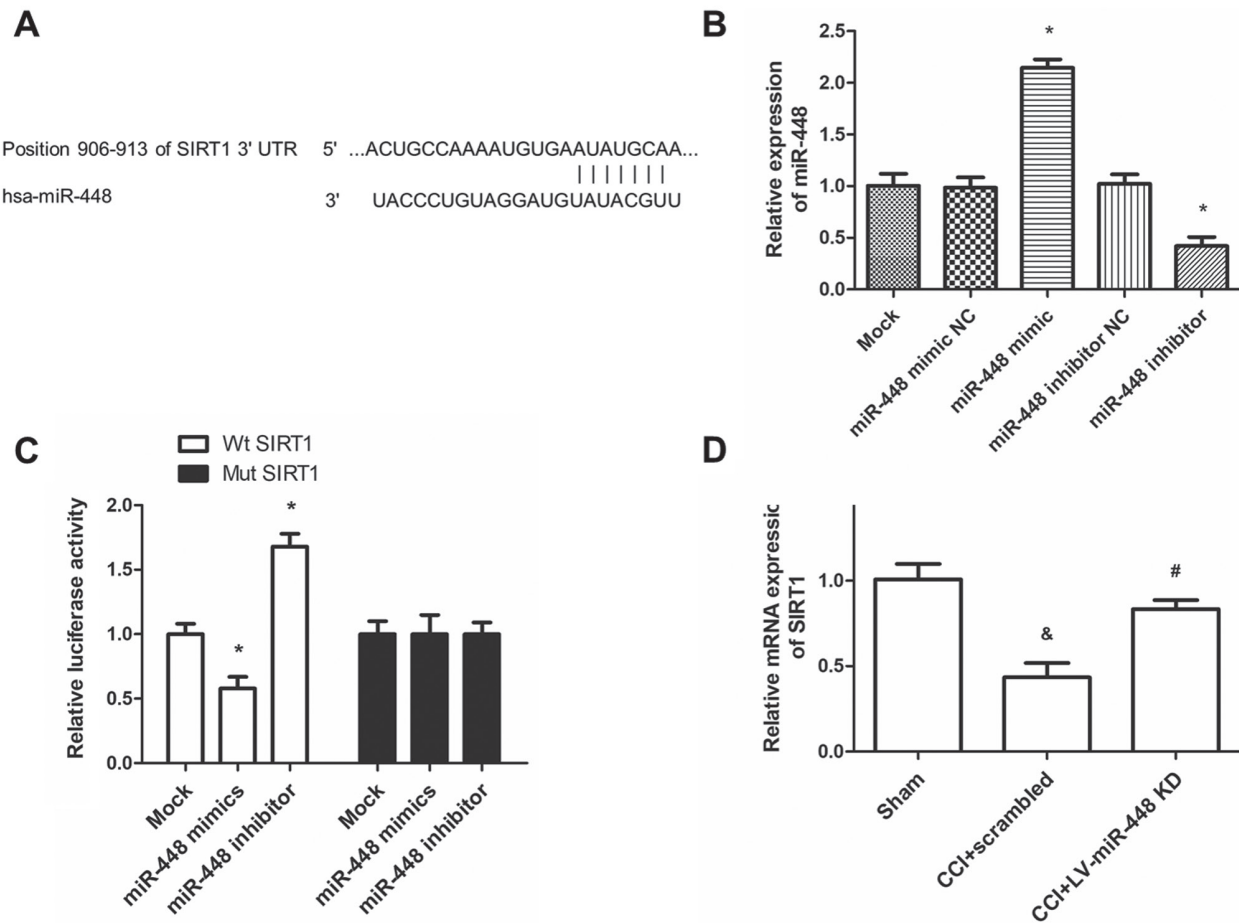 A
Position 906-913 of SIRT1 3' UTR 5' ...ACUGCCAAAAUGUGAAUAUGCAA...
hsa-miR-448 3' UACCCUGUAGGAUGUAUACGUU
B
Relative expression
of miR-448
2.5
2.0
1.5
1.0
0.5
0.0
*
*
Mock
miR-448 mimic NC
miR-448 mimic
miR-448 inhibitor NC
miR-448 inhibitor
C
Wt SIRT1
Mut SIRT1
Relative luciferase activity
2.0
1.5
1.0
0.5
0.0
*
*
Mock
miR-448 mimics
miR-448 inhibitor
Mock
miR-448 mimics
miR-448 inhibitor
D
Relative mRNA expressic
of SIRT1
1.0
0.5
0.0
&
#
Sham
CCI+scrambled
CCI+LV-miR-448 KD